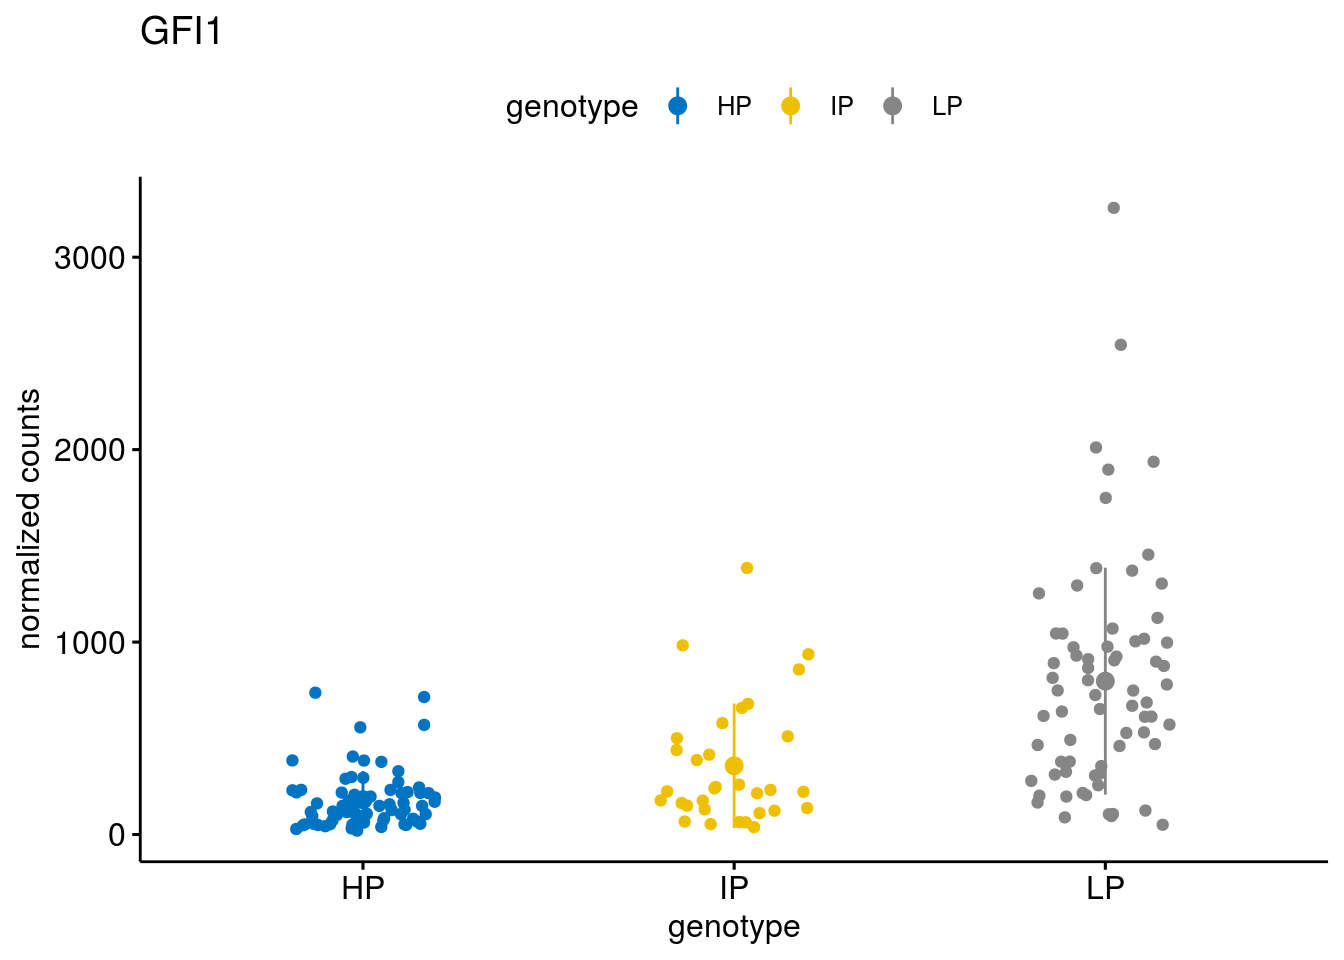 GFI1
genotype HP IP LP
3000
2000
1000
0
normalized counts
HP IP LP
genotype